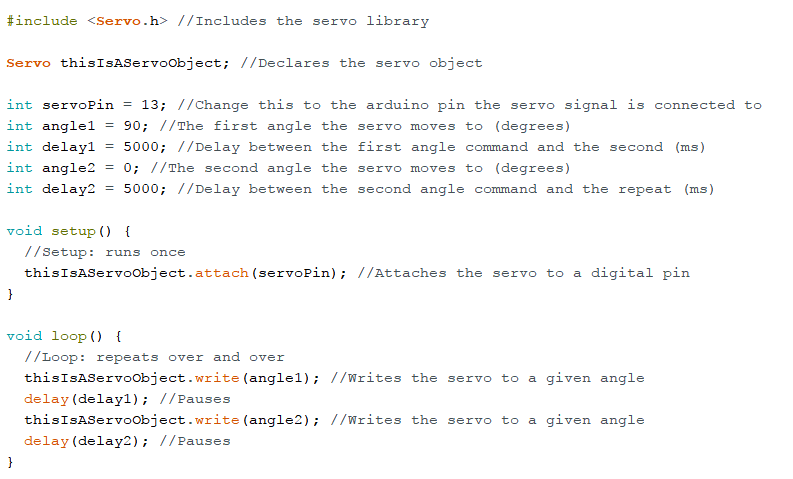 #include <Servo.h> //Includes the servo library
Servo thisIsAServoObject; //Declares the servo object
int servoPin = 13; //Change this to the arduino pin the servo signal is connected to
int angle1 = 90; //The first angle the servo moves to (degrees)
int delay1 = 5000; //Delay between the first angle command and the second (ms)
int angle2 = 0; //The second angle the servo moves to (degrees)
int delay2 = 5000; //Delay between the second angle command and the repeat (ms)
void setup() {
  //Setup: runs once
  thisIsAServoObject.attach(servoPin); //Attaches the servo to a digital pin
}
void loop() {
  //Loop: repeats over and over
  thisIsAServoObject.write(angle1); //Writes the servo to a given angle
  delay(delay1); //Pauses
  thisIsAServoObject.write(angle2); //Writes the servo to a given angle
  delay(delay2); //Pauses
}